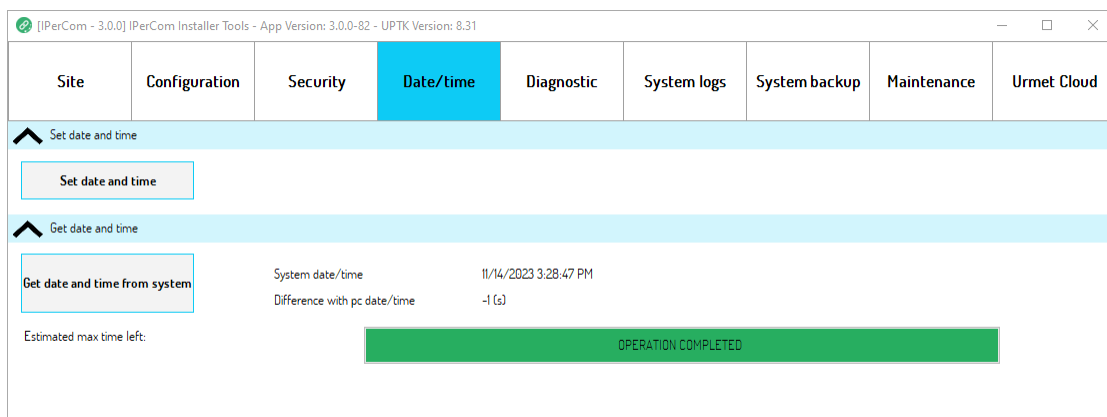 [IPerCom - 3.0.0] IPerCom Installer Tools - App Version: 3.0.0-82 - UPTK Version: 8.31
Site Configuration Security Date/time Diagnostic System logs System backup Maintenance Urmet Cloud
Set date and time
Set date and time
Get date and time
Get date and time from system
System date/time 11/14/2023 3:28:47 PM
Difference with pc date/time -1 (s)
Estimated max time left:
OPERATION COMPLETED